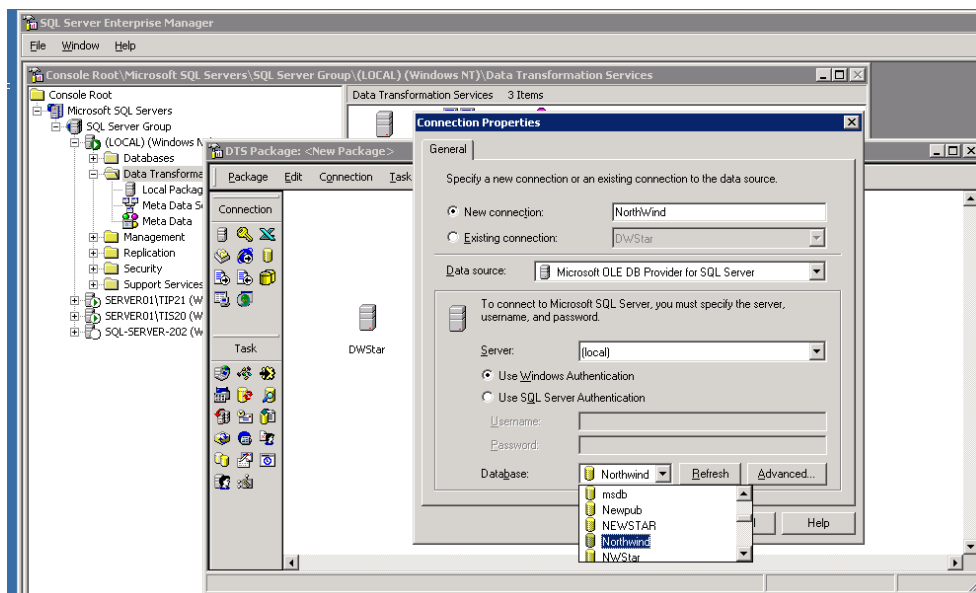 SQL Server Enterprise Manager
File Window Help
Console Root\Microsoft SQL Servers\SQL Server Group\(LOCAL) (Windows NT)\Data Transformation Services
Console Root
Microsoft SQL Servers
SQL Server Group
(LOCAL) (Windows N
Databases
Data Transforma
Local Packag
Meta Data S
Meta Data
Management
Replication
Security
Support Services
SERVER01\TIP21 (W
SERVER01\TIS20 (W
SQL-SERVER-202 (W
Data Transformation Services 3 Items
DTS Package: <New Package>
Package Edit Connection Task
Connection
Task
DWStar
Connection Properties
General
Specify a new connection or an existing connection to the data source.
New connection: NorthWind
Existing connection: DWStar
Data source: Microsoft OLE DB Provider for SQL Server
To connect to Microsoft SQL Server, you must specify the server,
username, and password.
Server: (local)
Use Windows Authentication
Use SQL Server Authentication
Username:
Password:
Database: Northwind Refresh Advanced...
msdb
Newpub
NEWSTAR
Northwind
NWStar
Help